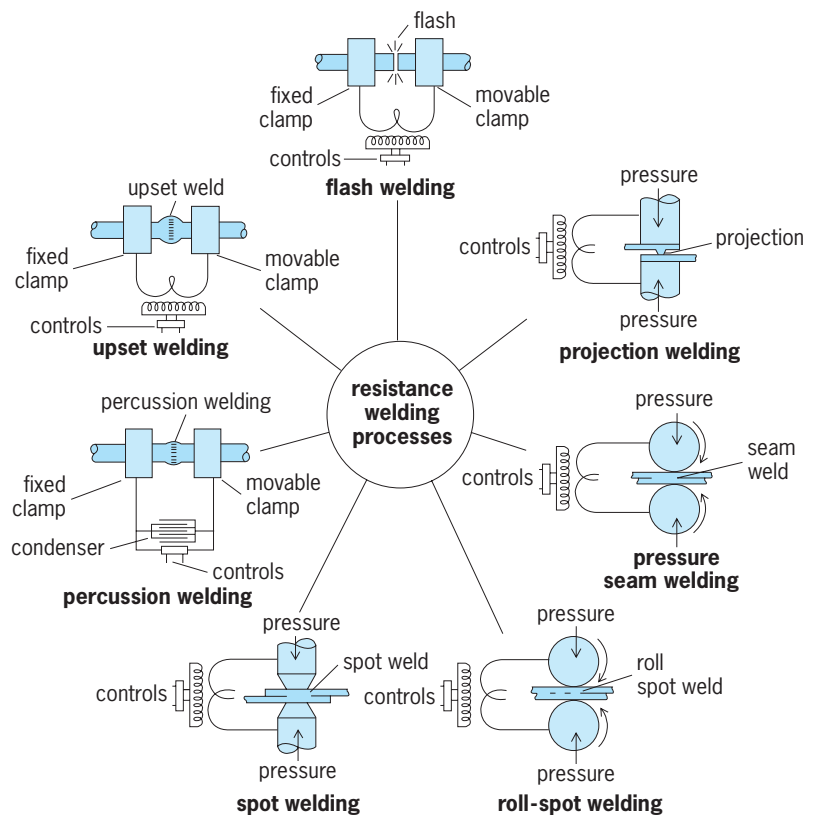 flash
fixed
clamp
movable
clamp
controls
flash welding
upset weld
fixed
clamp
movable
clamp
controls
upset welding
pressure
controls
projection
pressure
projection welding
resistance
welding
processes
percussion welding
fixed
clamp
movable
clamp
condenser
controls
percussion welding
pressure
controls
seam
weld
pressure
pressure
seam welding
pressure
spot weld
controls
pressure
spot welding
pressure
roll
spot weld
controls
pressure
roll-spot welding